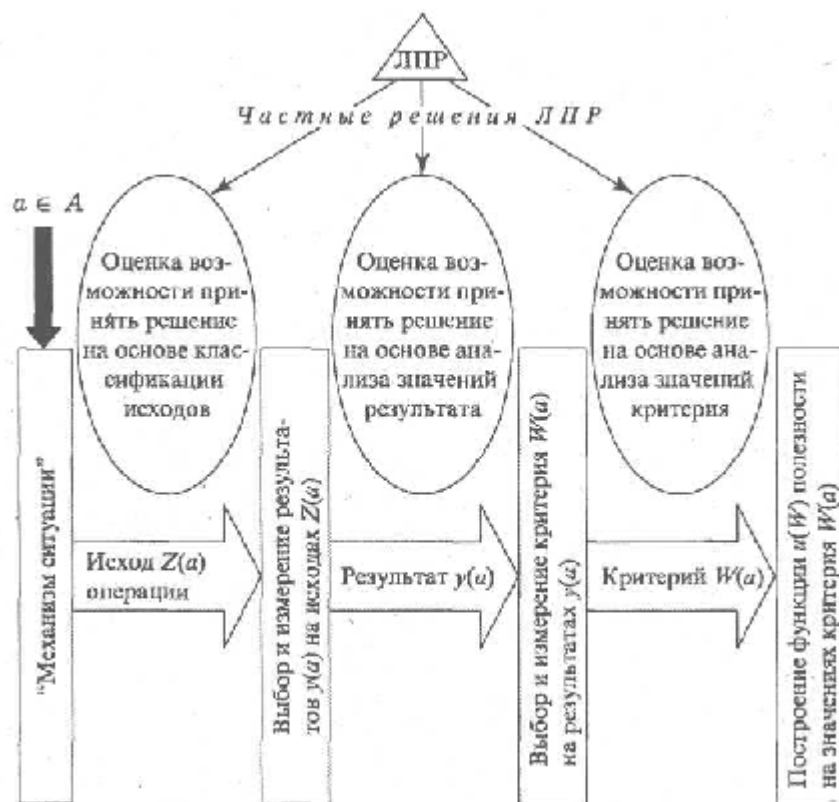 ЛПР
Частные решения ЛПР
a ∈ A
Оценка воз-
можности при-
нять решение
на основе клас-
сификации
исходов
Оценка воз-
можности при-
нять решение
на основе ана-
лиза значений
результата
Оценка воз-
можности при-
нять решение
на основе ана-
лиза значений
критерия
"Механизмы ситуации"
Исход Z(a)
операции
Выбор и измерение результа-
тов y(a) на исходах Z(a)
Результат y(a)
Выбор и измерение критерия W(a)
на результатах y(a)
Критерий W(a)
Построение функции u(W) полезности
на значениях критерия W(a)